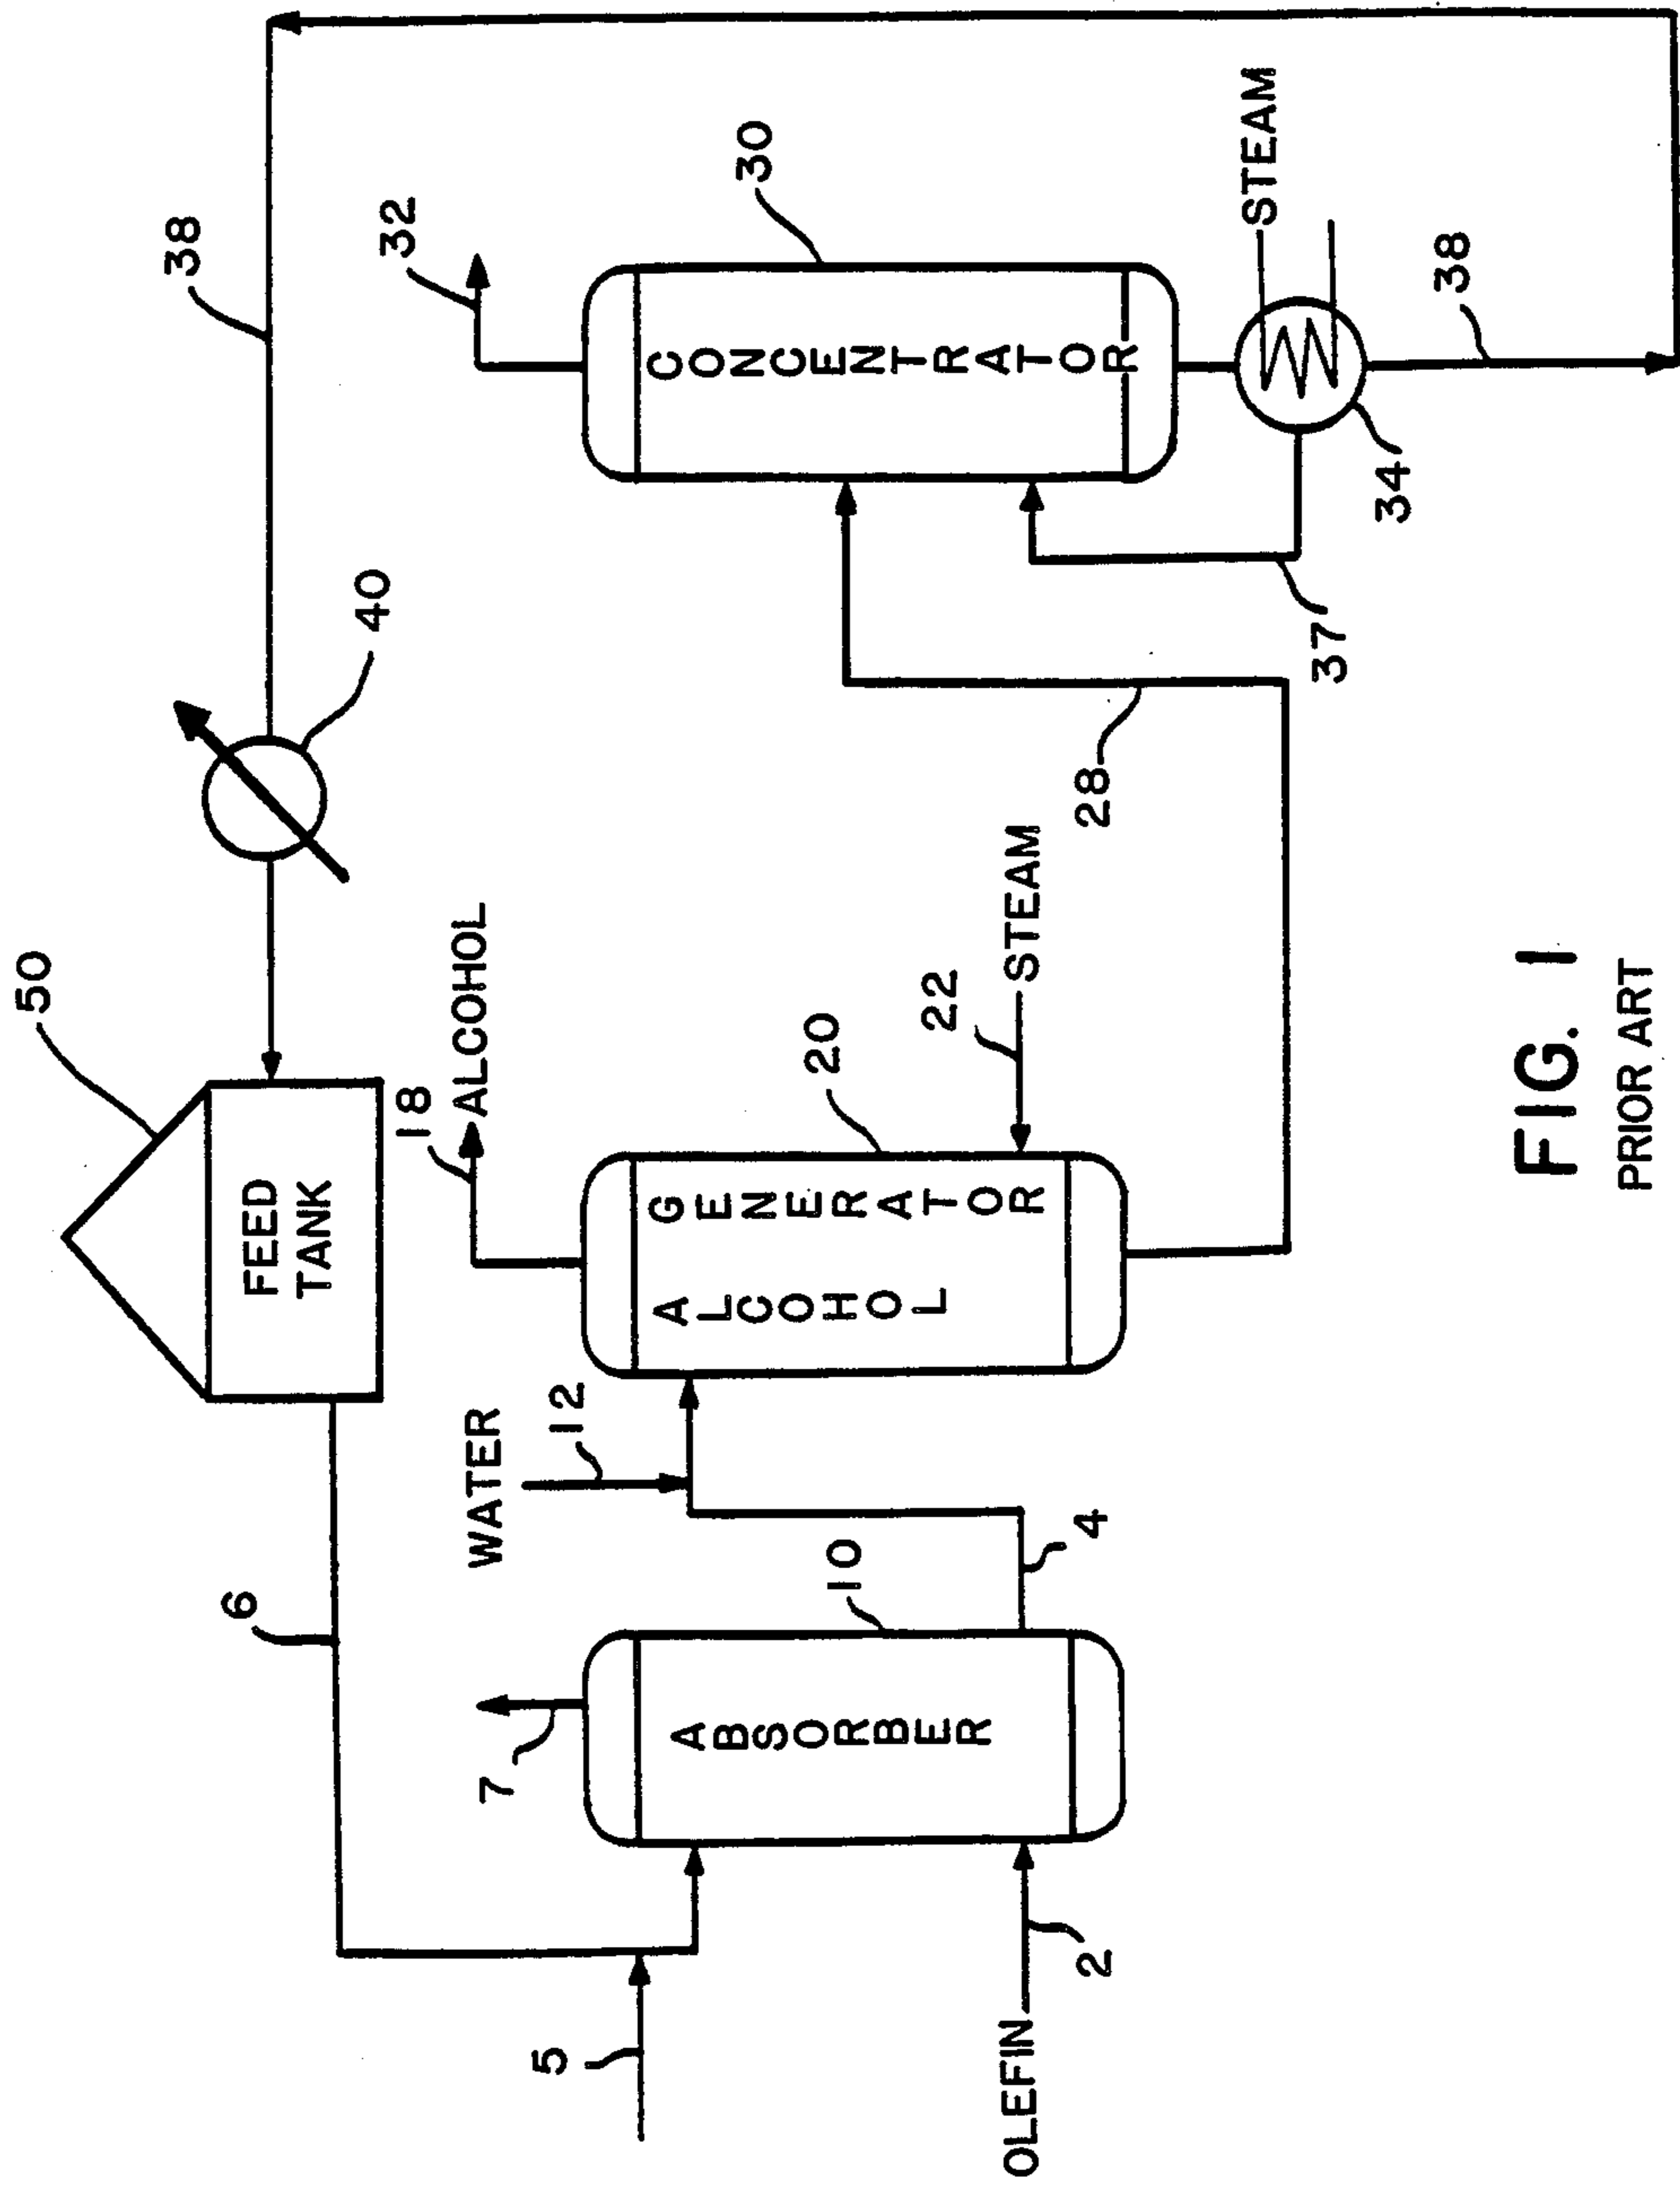 50
38
FEED
TANK
6
40
32
18
ALCOHOL
WATER
12
7
30
ABSORBER
ALCOHOL
GENERATOR
CONCENTRATOR
10
20
22
STEAM
STEAM
5
OLEFIN
2
4
28
37
34
38
FIG. 1
PRIOR ART